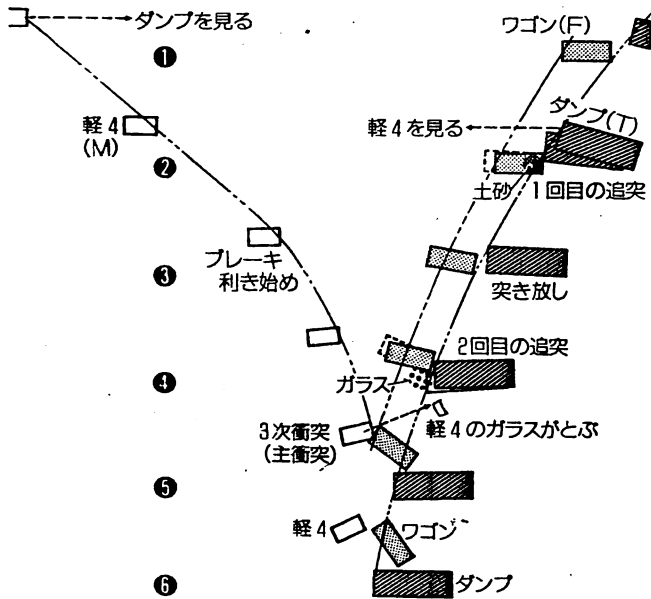 ダンプを見る
ワゴン(F)
❶
軽4
(M)
軽4を見る
ダンプ(T)
❷
土砂
1回目の追突
ブレーキ
利き始め
❸
突き放し
2回目の追突
❹
ガラス
3次衝突
(主衝突)
軽4のガラスがとぶ
❺
軽4
ワゴン
❻
ダンプ